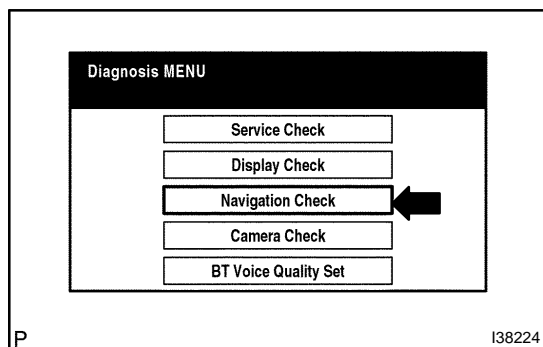 Diagnosis MENU
Service Check
Display Check
Navigation Check
Camera Check
BT Voice Quality Set
P
I38224